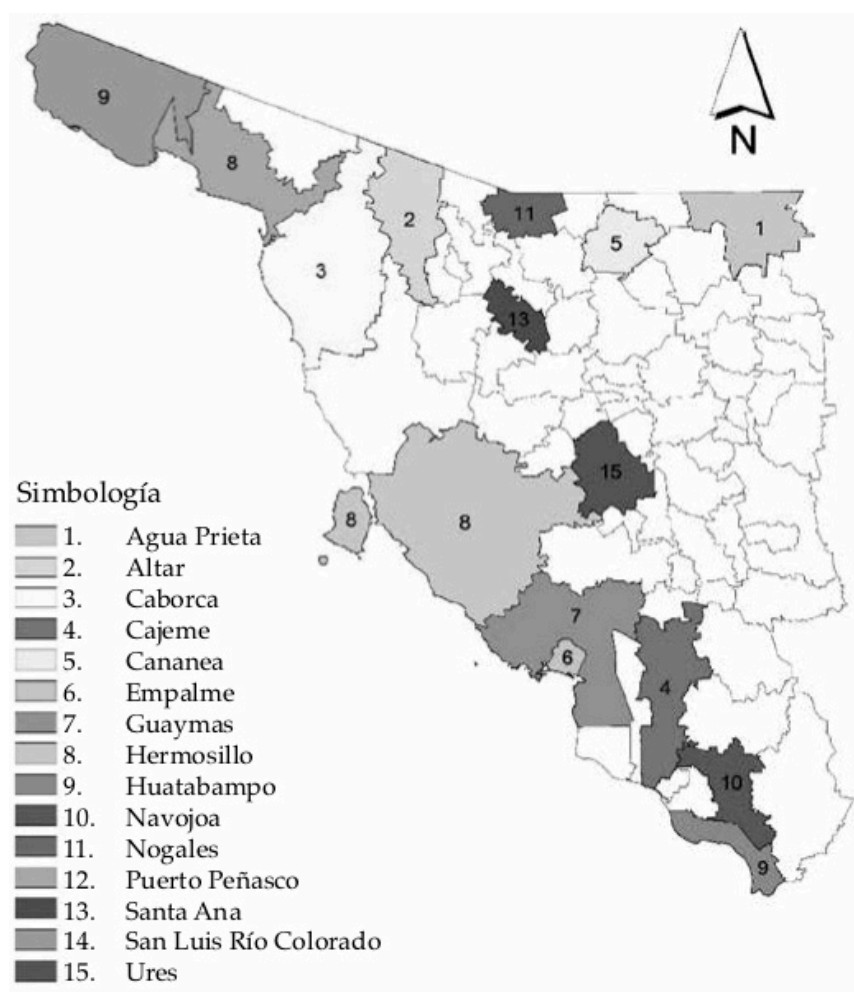 9
N
8
2
11
5
1
3
13
15
Simbología
8
8
1. Agua Prieta
2. Altar
3. Caborca
4. Cajeme
5. Cananea
6. Empalme
7. Guaymas
8. Hermosillo
9. Huatabampo
10. Navojoa
11. Nogales
12. Puerto Peñasco
13. Santa Ana
14. San Luis Río Colorado
15. Ures
7
6
4
10
9